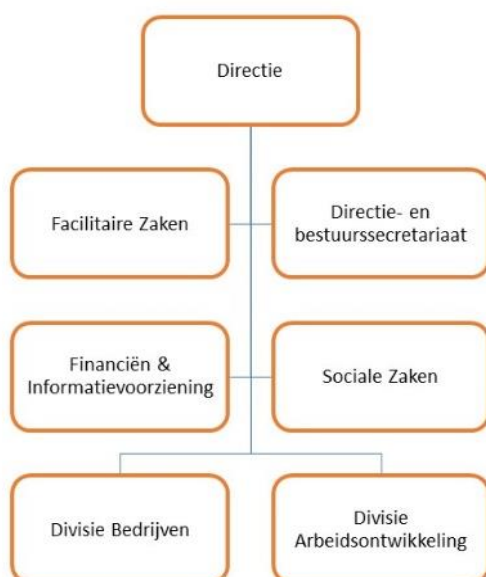 Directie
Facilitaire Zaken
Directie- en
bestuurssecretariaat
Financiën &
Informatievoorziening
Sociale Zaken
Divisie Bedrijven
Divisie
Arbeidsontwikkeling